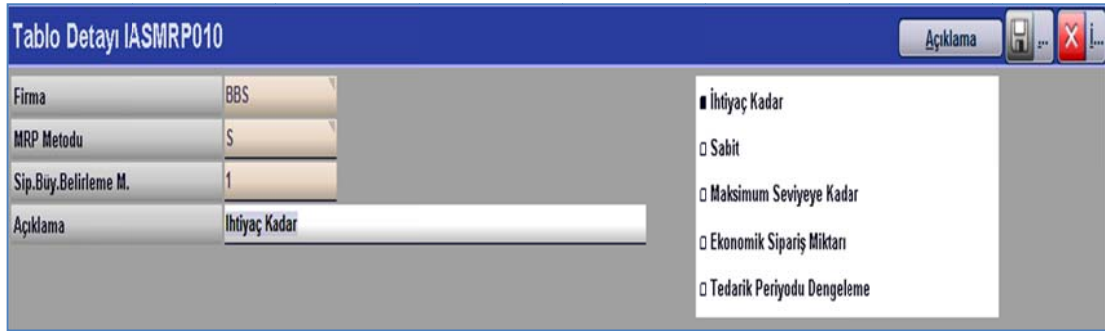 Tablo Detayı IASMRP010
Açıklama
...
İ...
Firma
BBS
MRP Metodu
S
Sip.Büy.Belirleme M.
1
Açıklama
Ihtiyaç Kadar
İhtiyaç Kadar
Sabit
Maksimum Seviyeye Kadar
Ekonomik Sipariş Miktarı
Tedarik Periyodu Dengeleme